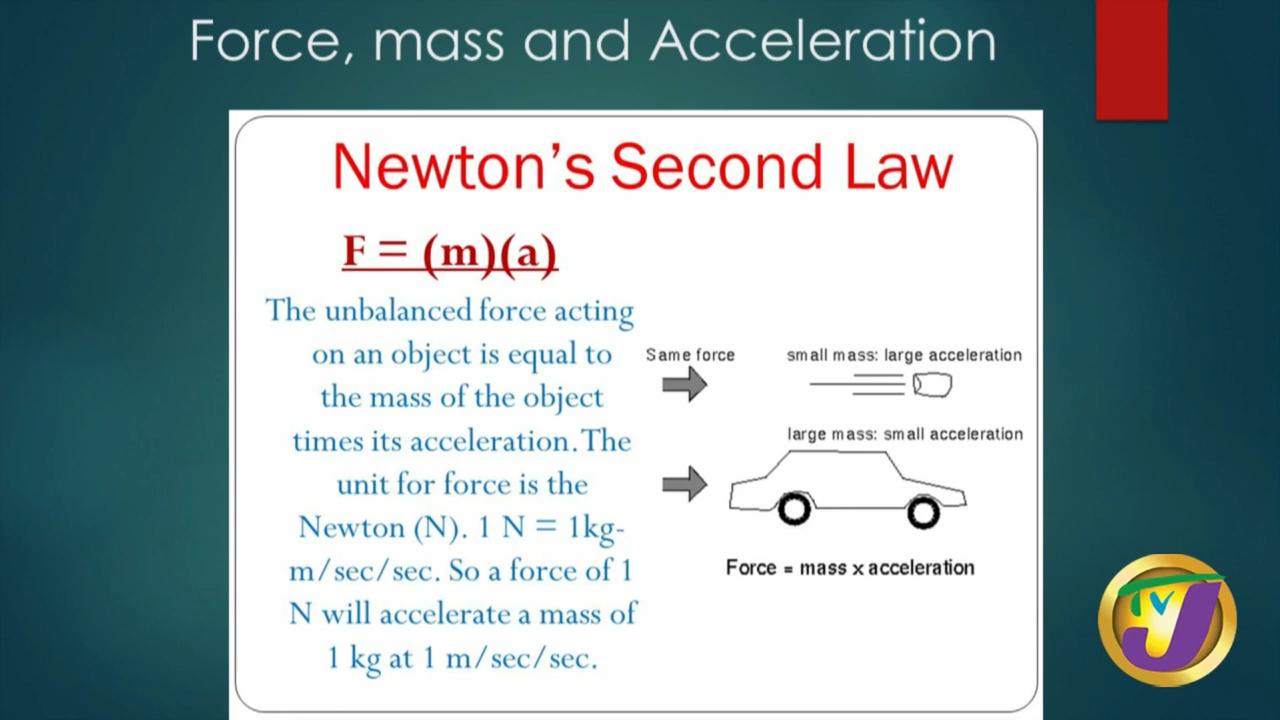 Force, mass and Acceleration
Newton's Second Law
F = (m)(a)
The unbalanced force acting
on an object is equal to
the mass of the object
times its acceleration. The
unit for force is the
Newton (N). 1 N = 1kg-
m/sec/sec. So a force of 1
N will accelerate a mass of
1 kg at 1 m/sec/sec.
Same force
small mass: large acceleration
large mass: small acceleration
Force = mass x acceleration
TVJ